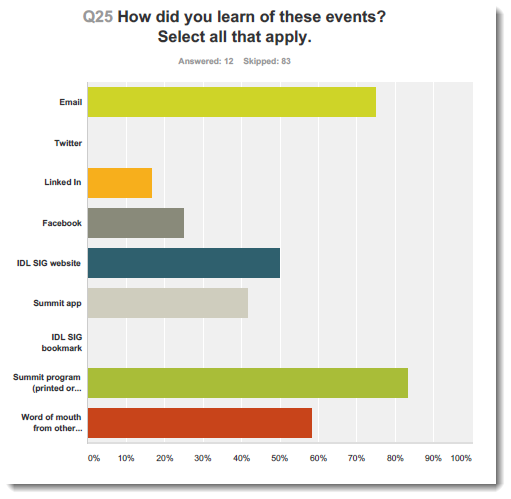 Q25 How did you learn of these events?
Select all that apply.
Answered: 12 Skipped: 83
Email
Twitter
Linked In
Facebook
IDL SIG website
Summit app
IDL SIG
bookmark
Summit program
(printed or...
Word of mouth
from other...
0% 10% 20% 30% 40% 50% 60% 70% 80% 90% 100%